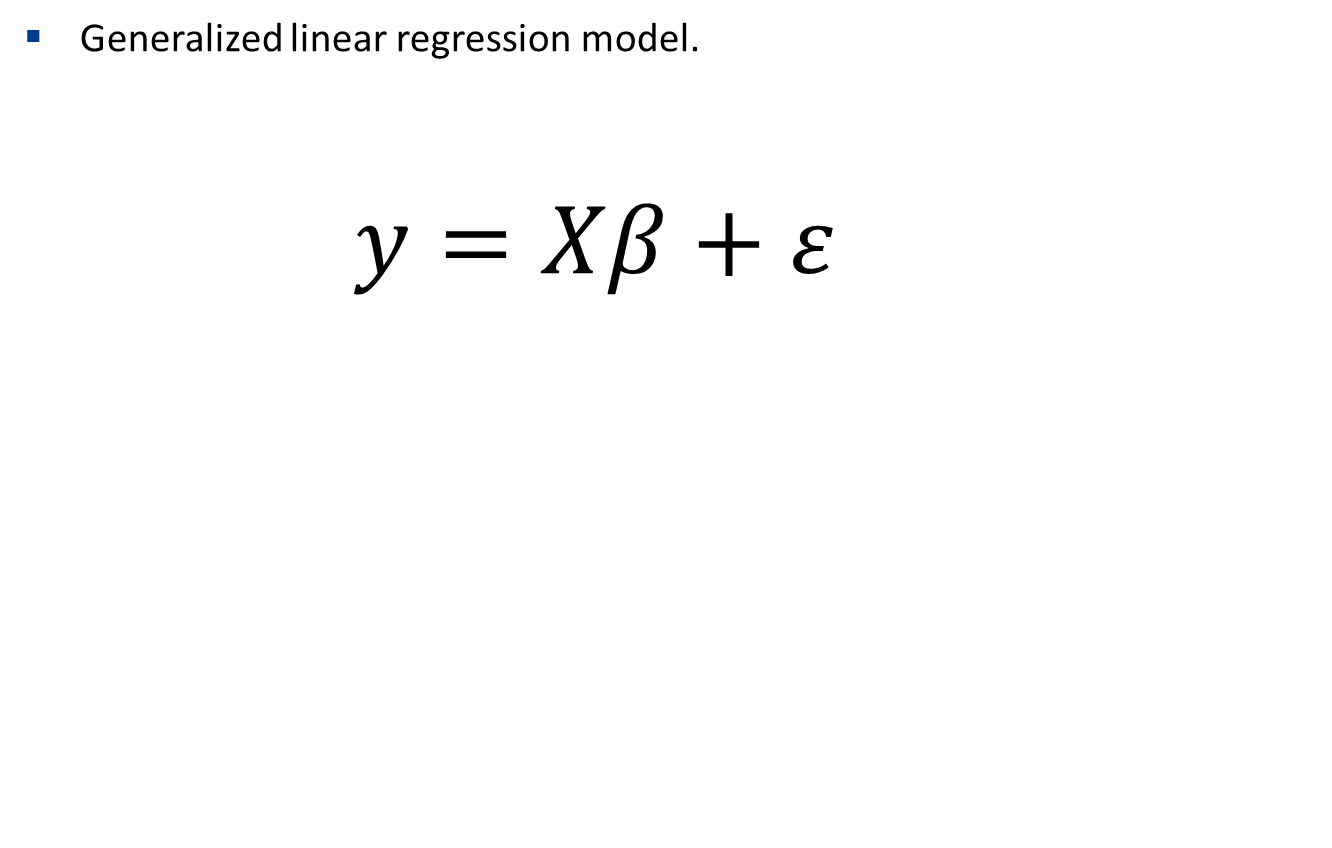 ▪ Generalized linear regression model.
y = Xβ + ε